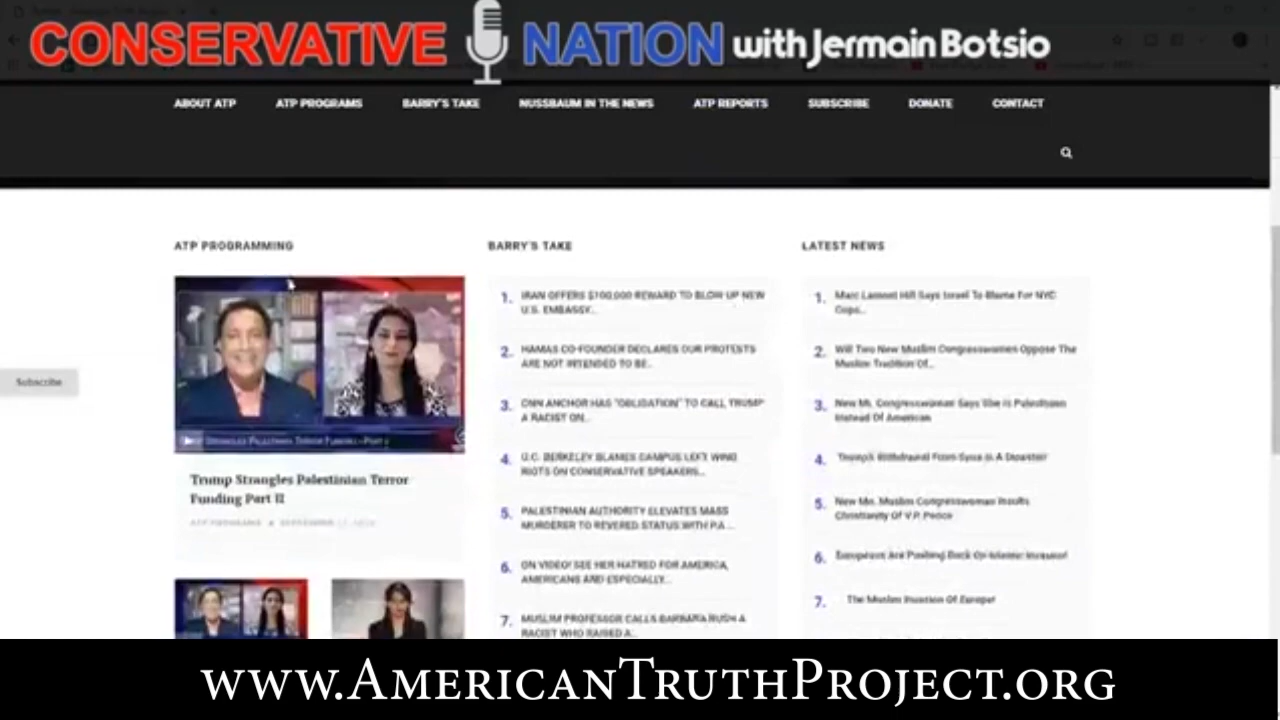 CONSERVATIVE NATION with Jermain Botsio
ABOUT ATP ATP PROGRAMS BARRY'S TAKE NUSSBAUM IN THE NEWS ATP REPORTS SUBSCRIBE DONATE CONTACT
Subscribe
ATP PROGRAMMING
STRANGLES PALESTINIAN TERROR FUNDING-PART I
Trump Strangles Palestinian Terror
Funding Part II
ATP PROGRAMS
BARRY'S TAKE
1. IRAN OFFERS $100,000 REWARD TO BLOW UP NEW
U.S. EMBASSY...
2. HAMAS CO-FOUNDER DECLARES OUR PROTESTS
ARE NOT INTENDED TO BE...
3. CNN ANCHOR HAS "OBLIGATION" TO CALL TRUMP
A RACIST ON...
4. U.C. BERKELEY BLAMES CAMPUS LEFT WING
RIOTS ON CONSERVATIVE SPEAKERS...
5. PALESTINIAN AUTHORITY ELEVATES MASS
MURDERER TO REVERED STATUS WITH P.A....
6. ON VIDEO! SEE HER HATRED FOR AMERICA,
AMERICANS AND ESPECIALLY...
7. MUSLIM PROFESSOR CALLS BARBARA BUSH A
RACIST WHO RAISED A...
LATEST NEWS
1. Marc Lamont Hill Says Israel To Blame For NYC
Cops...
2. Will Two New Muslim Congresswomen Oppose The
Muslim Tradition Of...
3. New Mi. Congresswoman Says She Is Palestinian
Instead Of American
4. Trump's Withdrawal From Syria Is A Disaster!
5. New Mn. Muslim Congresswoman Insults
Christianity Of V.P. Pence
6. Europeans Are Pushing Back On Islamic Invasion!
7. The Muslim Invasion Of Europe!
www.AmericanTruthProject.org